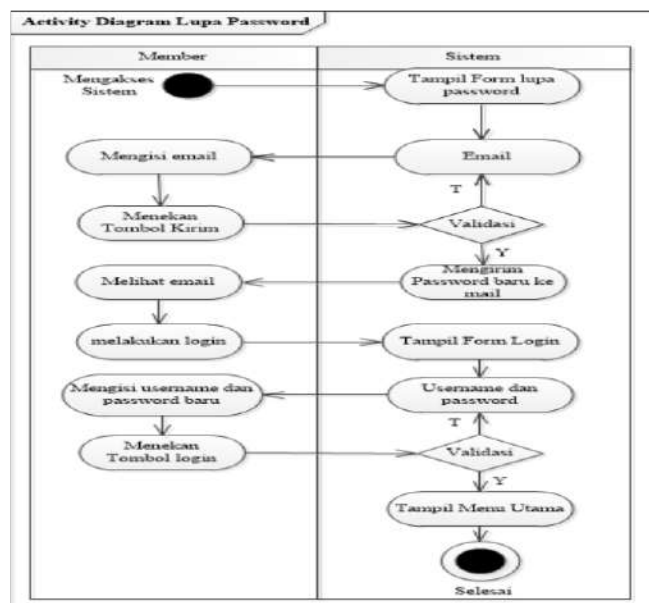 Activity Diagram Lupa Password
Member
Sistem
Mengakses
Sistem
Tampil Form lupa
password
Mengisi email
Email
T
Menekan
Tombol Kirim
Validasi
Y
Melihat email
Mengirim
Password baru ke
mail
melakukan login
Tampil Form Login
Mengisi username dan
password baru
Username dan
password
T
Menekan
Tombol login
Validasi
Y
Tampil Menu Utama
Selesai